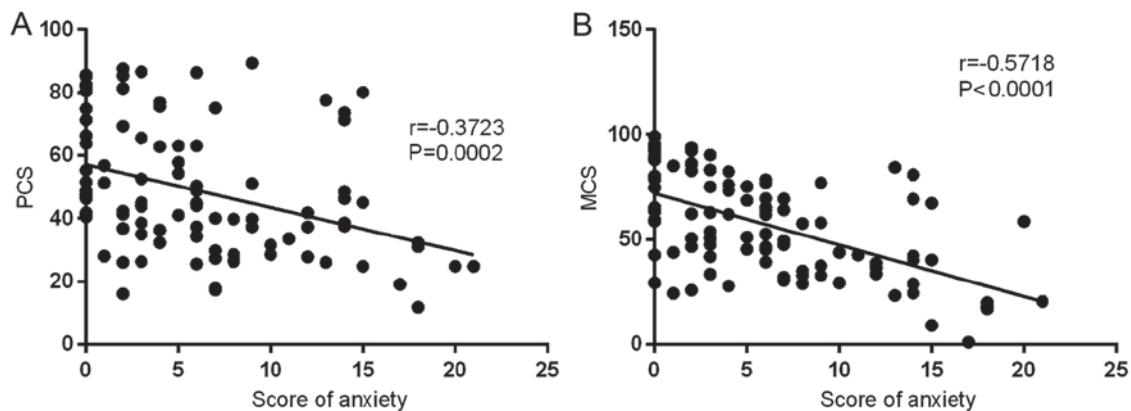 A
PCS
100
80
60
40
20
0
r=-0.3723
P=0.0002
0 5 10 15 20 25
Score of anxiety
B
MCS
150
100
50
0
r=-0.5718
P<0.0001
0 5 10 15 20 25
Score of anxiety